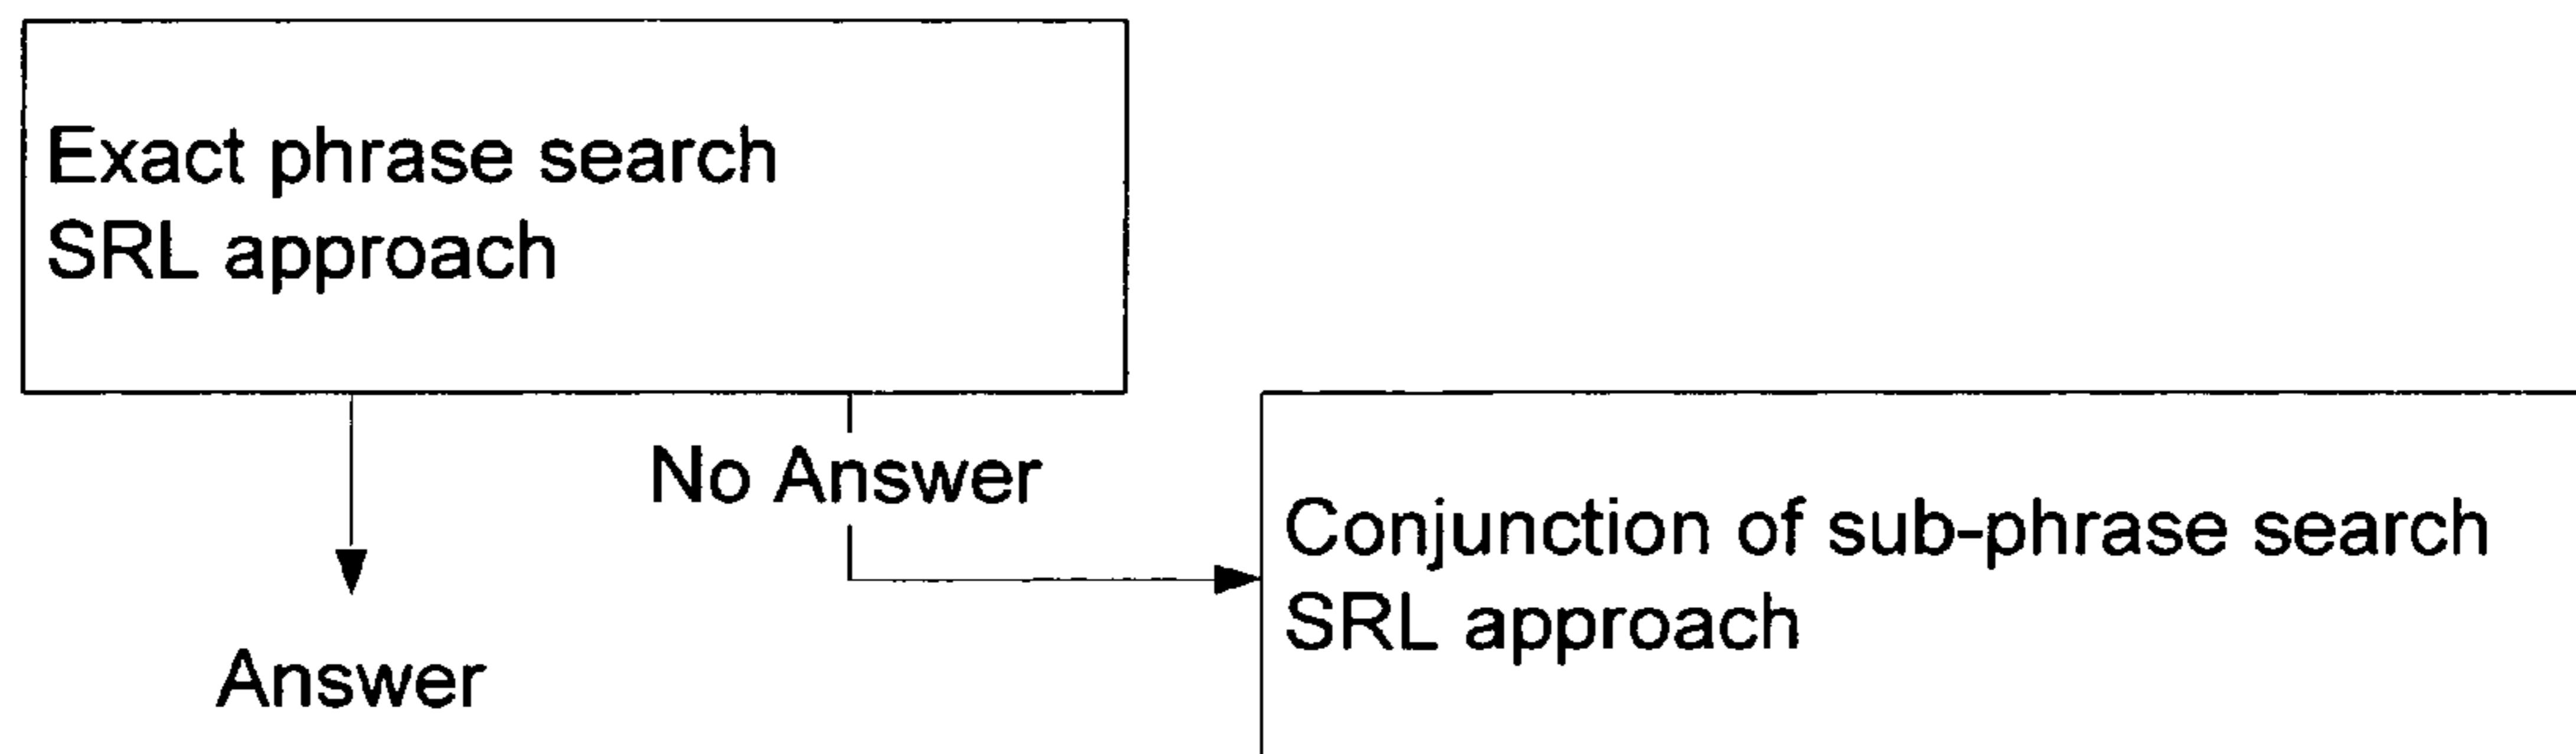 Exact phrase search
SRL approach
No Answer
Answer
Conjunction of sub-phrase search
SRL approach